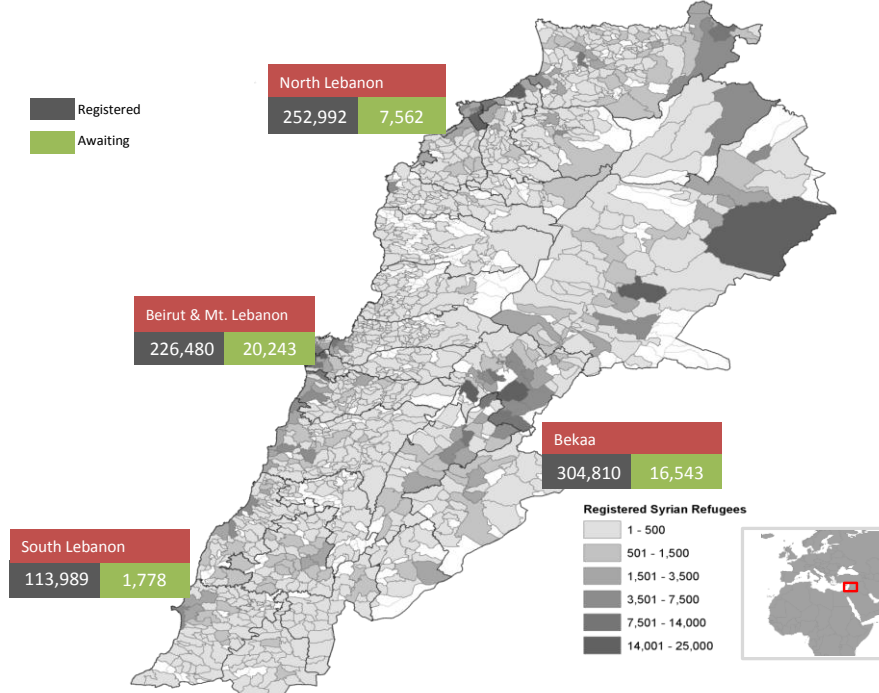 North Lebanon
252,992 7,562
Registered
Awaiting
Beirut & Mt. Lebanon
226,480 20,243
Bekaa
304,810 16,543
South Lebanon
113,989 1,778
Registered Syrian Refugees
1 - 500
501 - 1,500
1,501 - 3,500
3,501 - 7,500
7,501 - 14,000
14,001 - 25,000